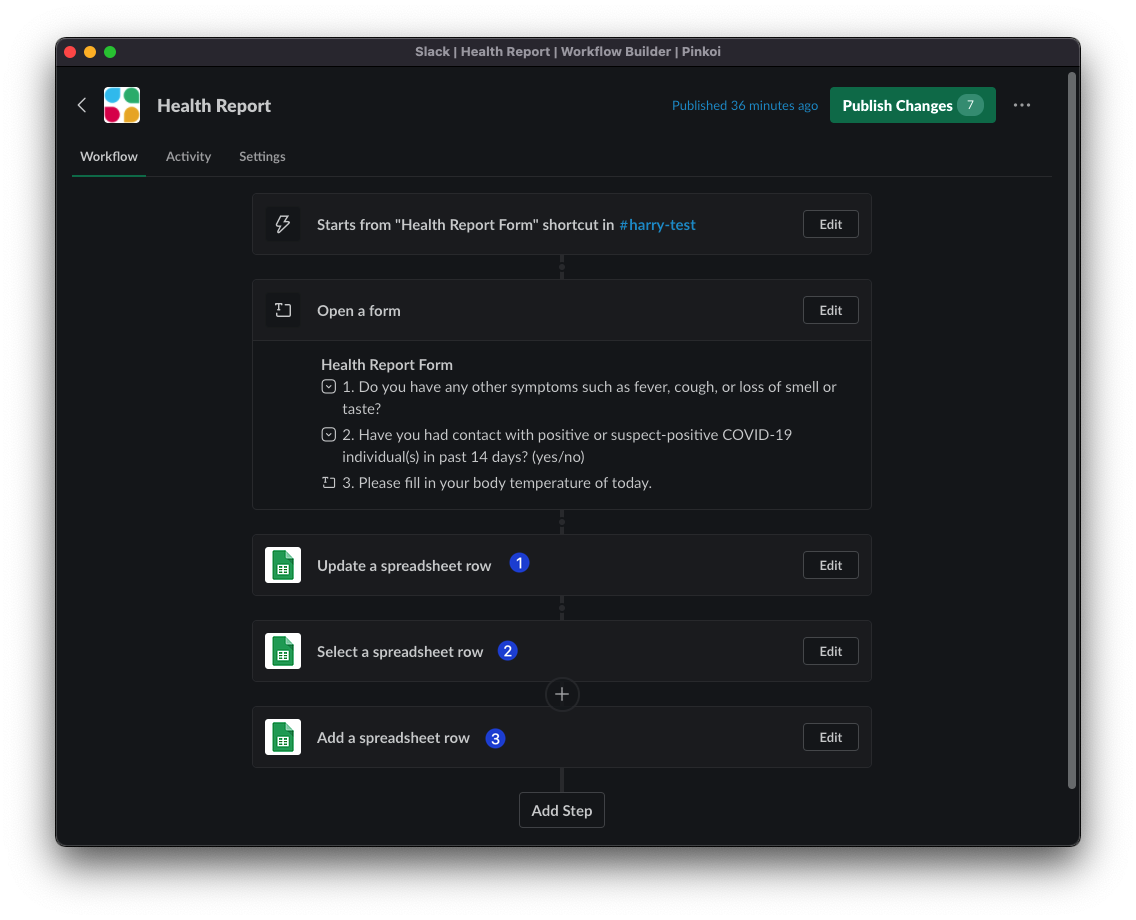 Slack | Health Report | Workflow Builder | Pinkoi
Health Report
Published 36 minutes ago
Publish Changes 7
Workflow Activity Settings
Starts from "Health Report Form" shortcut in #harry-test
Edit
Open a form
Edit
Health Report Form
1. Do you have any other symptoms such as fever, cough, or loss of smell or
taste?
2. Have you had contact with positive or suspect-positive COVID-19
individual(s) in past 14 days? (yes/no)
3. Please fill in your body temperature of today.
Update a spreadsheet row 1
Edit
Select a spreadsheet row 2
Edit
Add a spreadsheet row 3
Edit
Add Step